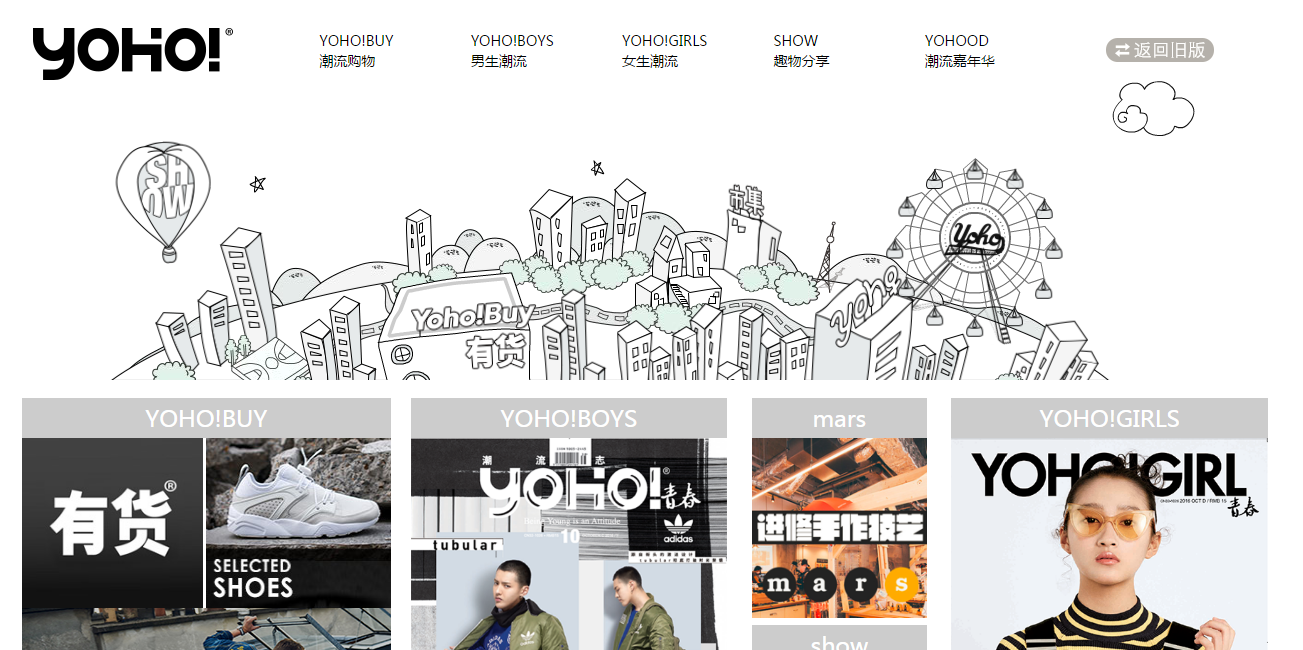 YOHO!®
YOHO!BUY
潮流购物
YOHO!BOYS
男生潮流
YOHO!GIRLS
女生潮流
SHOW
趣物分享
YOHOOD
潮流嘉年华
返回旧版
SHOW
市集
Yoho
Yoho!Buy
有货
yoho
YOHO!BUY
有货®
SELECTED
SHOES
YOHO!BOYS
潮 流 志
YOHO!®
青春
Being Young is an Attitude
10
adidas
tubular
mars
进修手作技艺
mars
show
YOHO!GIRLS
YOHO!GIRL
青春